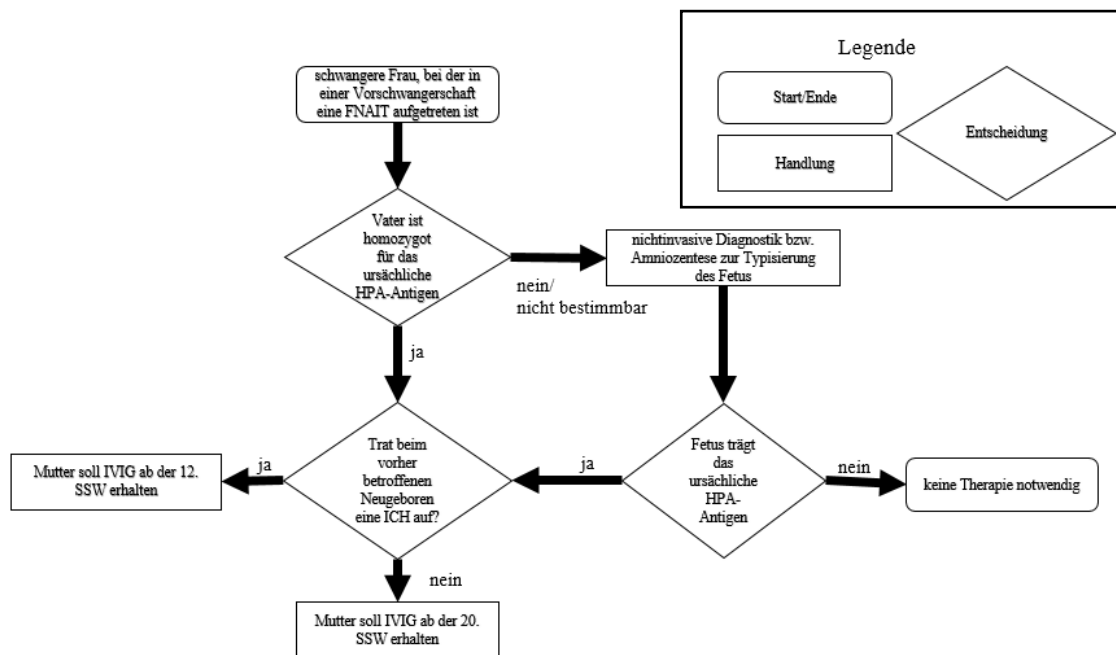 Legende
Start/Ende
Handlung
Entscheidung
schwangere Frau, bei der in
einer Vorschwangerschaft
eine FNAIT aufgetreten ist
Vater ist
homozygot
für das
ursächliche
HPA-Antigen
nein/
nicht bestimmbar
nichtinvasive Diagnostik bzw.
Amniozentese zur Typisierung
des Fetus
ja
Trat beim
vorher
betroffenen
Neugeboren
eine ICH auf?
ja
Mutter soll IVIG ab der 12.
SSW erhalten
ja
Fetus trägt
das
ursächliche
HPA-
Antigen
nein
keine Therapie notwendig
nein
Mutter soll IVIG ab der 20.
SSW erhalten